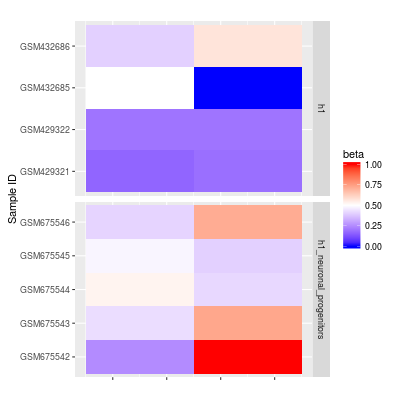 GSM432686
GSM432685
GSM429322
GSM429321
h1
Sample ID
GSM675546
GSM675545
GSM675544
GSM675543
GSM675542
h1_neuronal_progenitors
beta
1.00
0.75
0.50
0.25
0.00